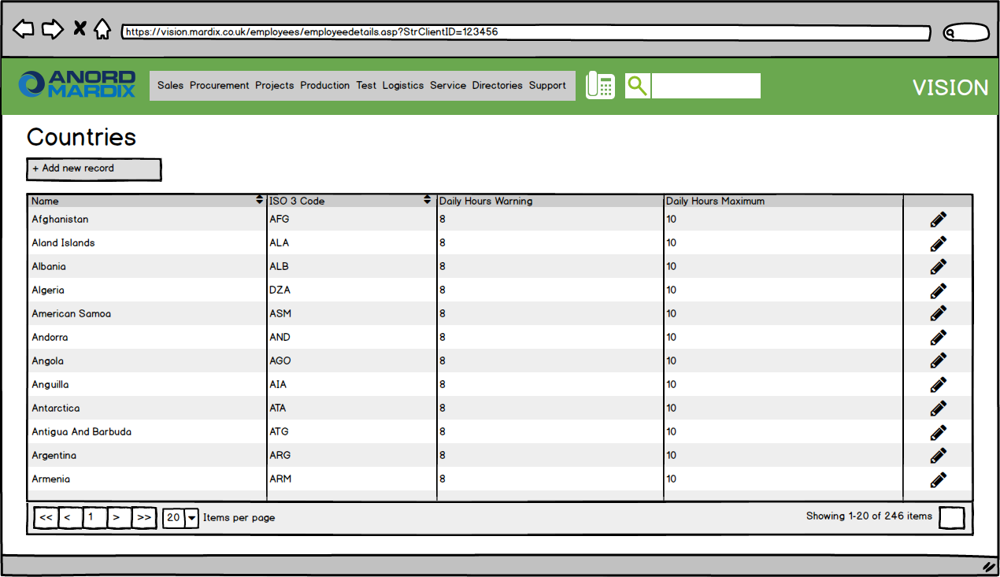 https://vision.mardix.co.uk/employees/employeedetails.asp?StrClientID=123456
ANORD
MARDIX
Sales Procurement Projects Production Test Logistics Service Directories Support
VISION
Countries
+ Add new record
Name ISO 3 Code Daily Hours Warning Daily Hours Maximum
Afghanistan AFG 8 10
Aland Islands ALA 8 10
Albania ALB 8 10
Algeria DZA 8 10
American Samoa ASM 8 10
Andorra AND 8 10
Angola AGO 8 10
Anguilla AIA 8 10
Antarctica ATA 8 10
Antigua And Barbuda ATG 8 10
Argentina ARG 8 10
Armenia ARM 8 10
<< < 1 > >> 20 Items per page Showing 1-20 of 246 items